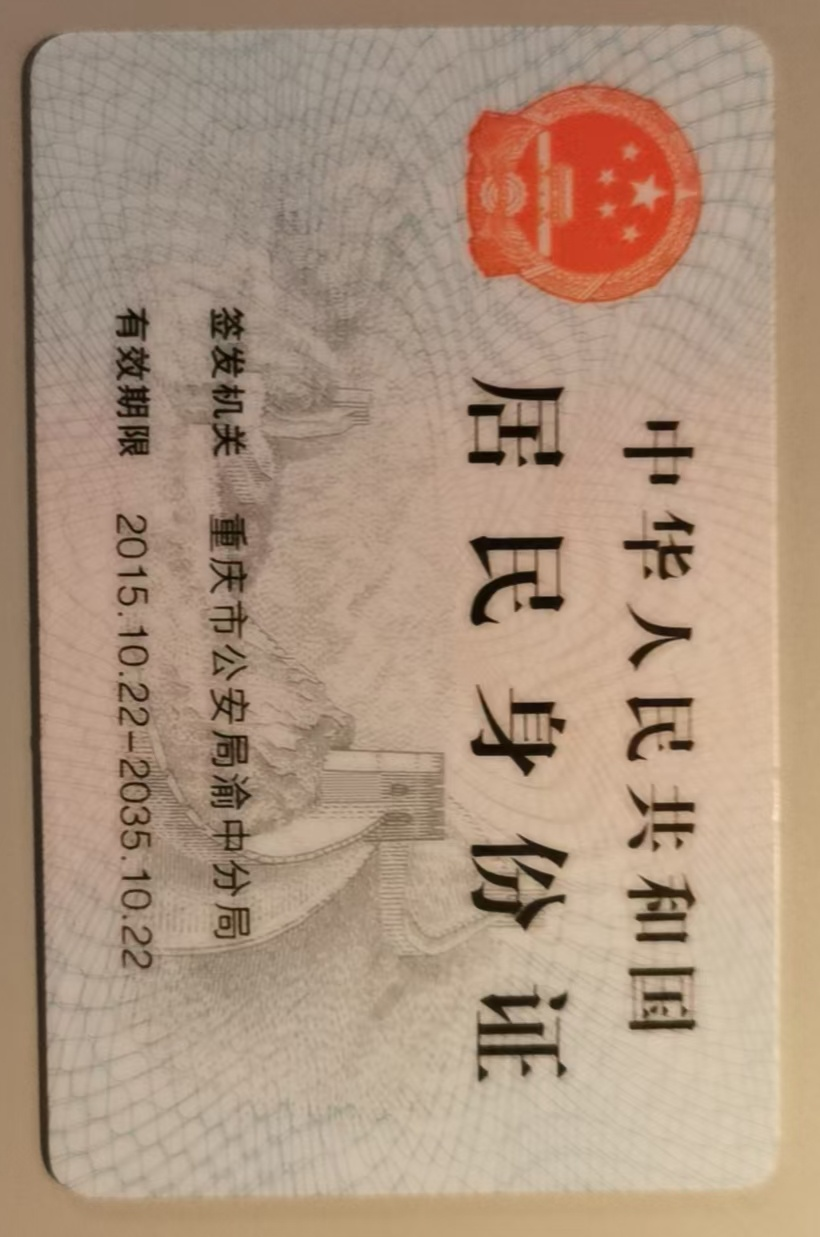 中华人民共和国
居民身份证
签发机关 重庆市公安局渝中分局
有效期限 2015.10.22-2035.10.22